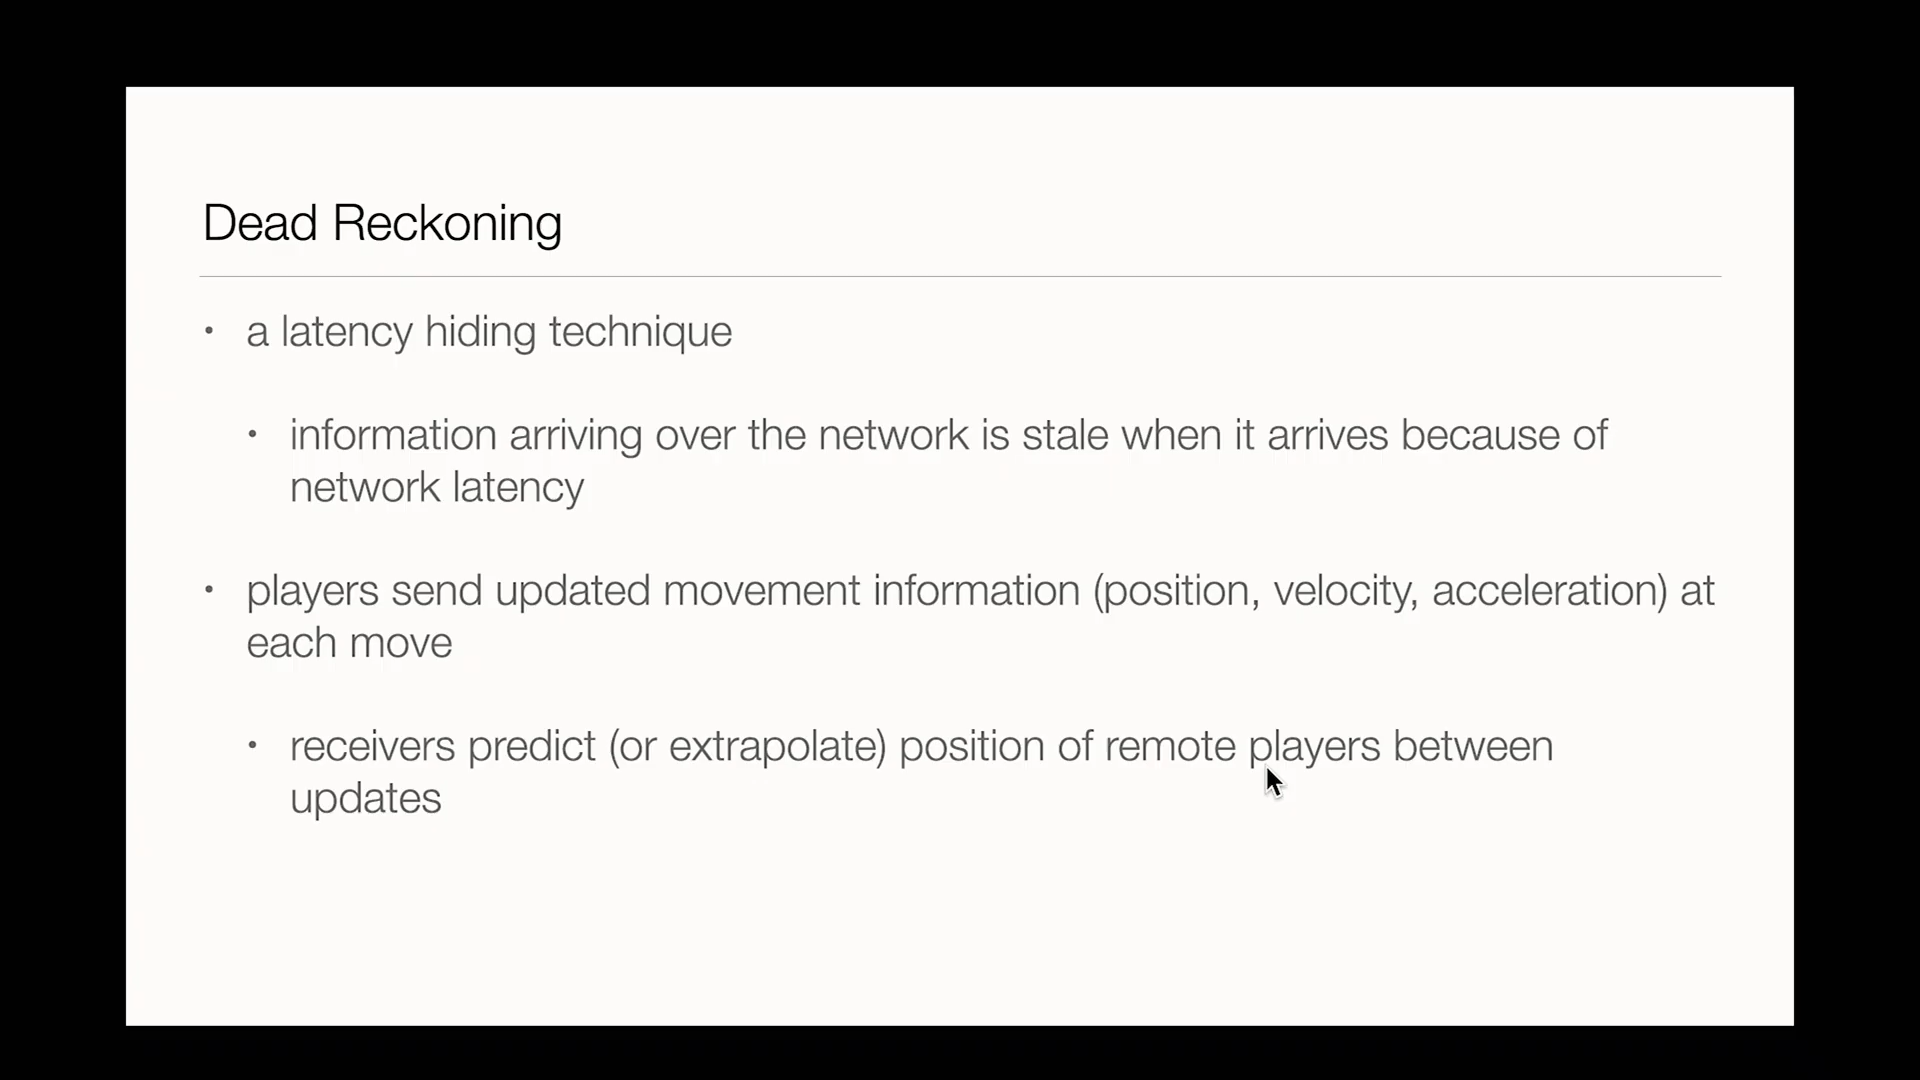 Dead Reckoning
• a latency hiding technique
• information arriving over the network is stale when it arrives because of
network latency
• players send updated movement information (position, velocity, acceleration) at
each move
• receivers predict (or extrapolate) position of remote players between
updates